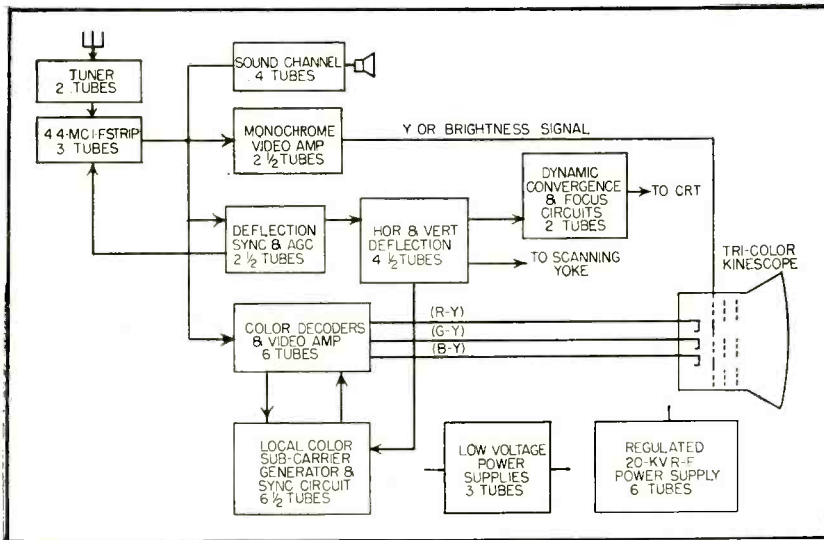 TUNER
2 TUBES
44-MC I-F STRIP
3 TUBES
SOUND CHANNEL
4 TUBES
MONOCHROME
VIDEO AMP
2 ½ TUBES
Y OR BRIGHTNESS SIGNAL
DEFLECTION
SYNC & AGC
2 ½ TUBES
HOR & VERT
DEFLECTION
4 ½ TUBES
DYNAMIC
CONVERGENCE
& FOCUS
CIRCUITS
2 TUBES
TO CRT
TO SCANNING
YOKE
TRI-COLOR
KINESCOPE
COLOR DECODERS
& VIDEO AMP
6 TUBES
(R-Y)
(G-Y)
(B-Y)
LOCAL COLOR
SUB-CARRIER
GENERATOR &
SYNC CIRCUIT
6 ½ TUBES
LOW VOLTAGE
POWER
SUPPLIES
3 TUBES
REGULATED
20-KV R-F
POWER SUPPLY
6 TUBES